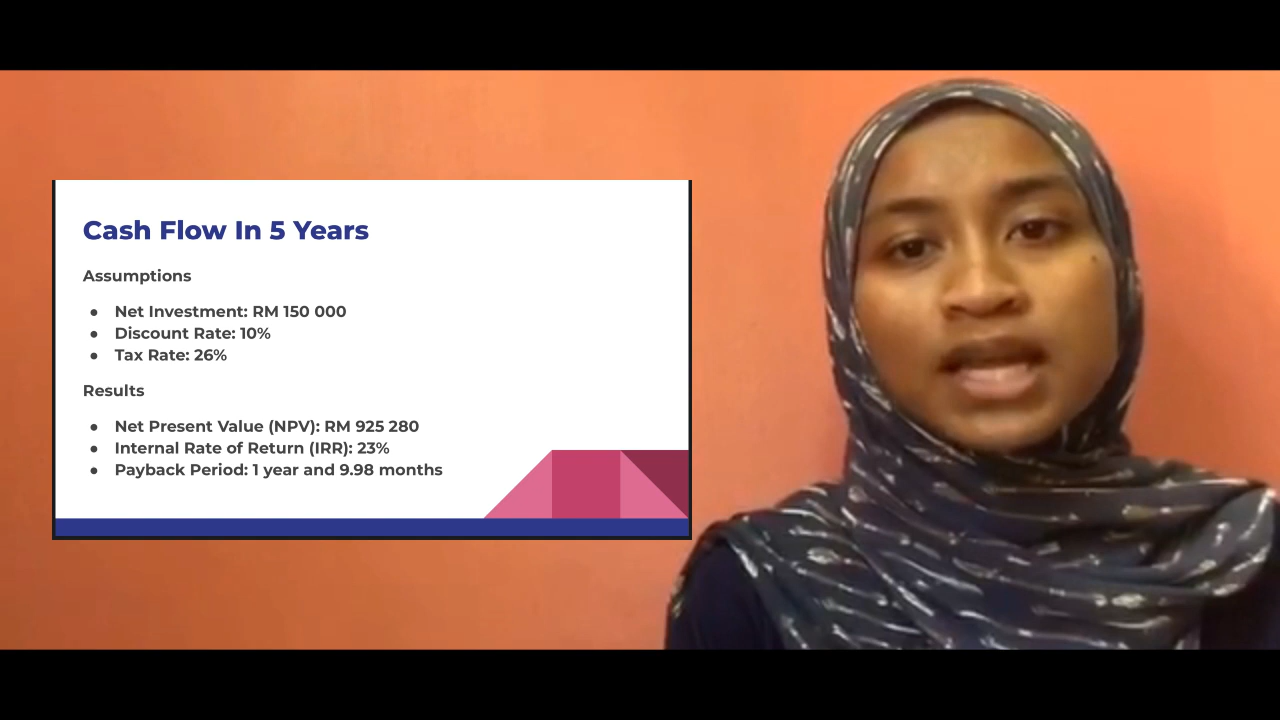 Cash Flow In 5 Years
Assumptions
● Net Investment: RM 150 000
● Discount Rate: 10%
● Tax Rate: 26%
Results
● Net Present Value (NPV): RM 925 280
● Internal Rate of Return (IRR): 23%
● Payback Period: 1 year and 9.98 months